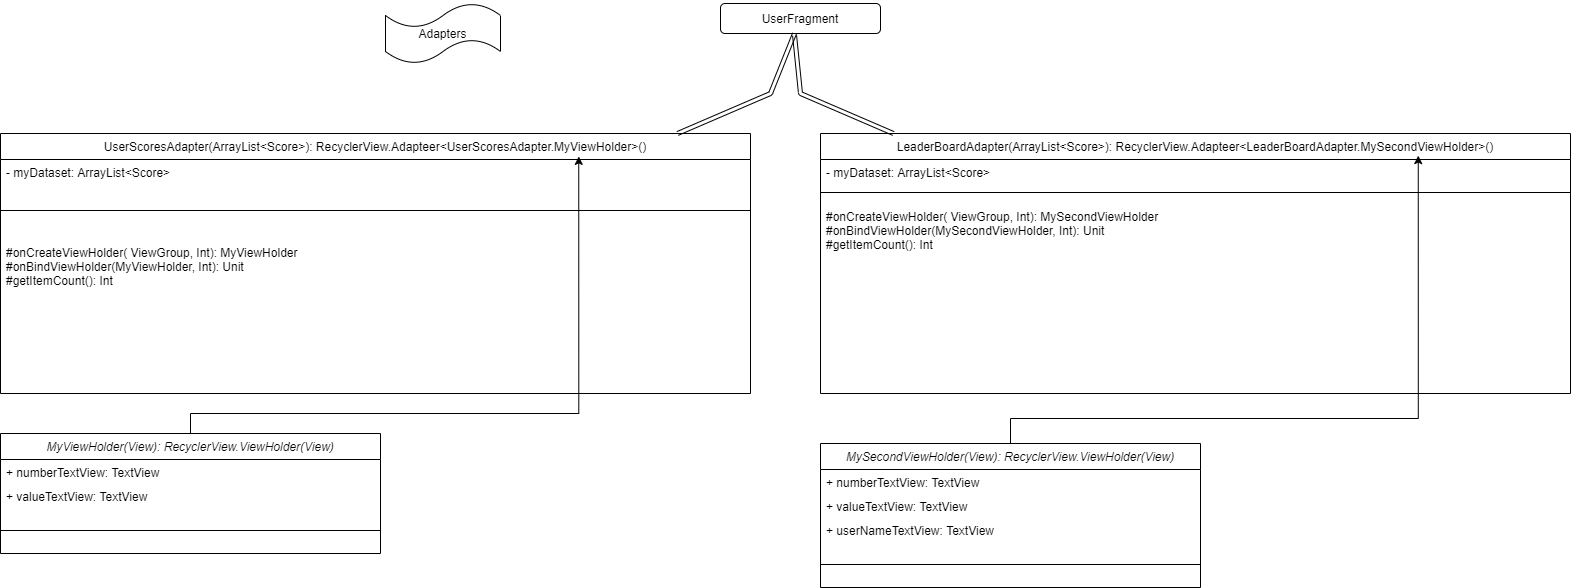 Adapters
UserFragment
UserScoresAdapter(ArrayList<Score>): RecyclerView.Adapteer<UserScoresAdapter.MyViewHolder>()
- myDataset: ArrayList<Score>
#onCreateViewHolder( ViewGroup, Int): MyViewHolder
#onBindViewHolder(MyViewHolder, Int): Unit
#getItemCount(): Int
LeaderBoardAdapter(ArrayList<Score>): RecyclerView.Adapteer<LeaderBoardAdapter.MySecondViewHolder>()
- myDataset: ArrayList<Score>
#onCreateViewHolder( ViewGroup, Int): MySecondViewHolder
#onBindViewHolder(MySecondViewHolder, Int): Unit
#getItemCount(): Int
MyViewHolder(View): RecyclerView.ViewHolder(View)
+ numberTextView: TextView
+ valueTextView: TextView
MySecondViewHolder(View): RecyclerView.ViewHolder(View)
+ numberTextView: TextView
+ valueTextView: TextView
+ userNameTextView: TextView